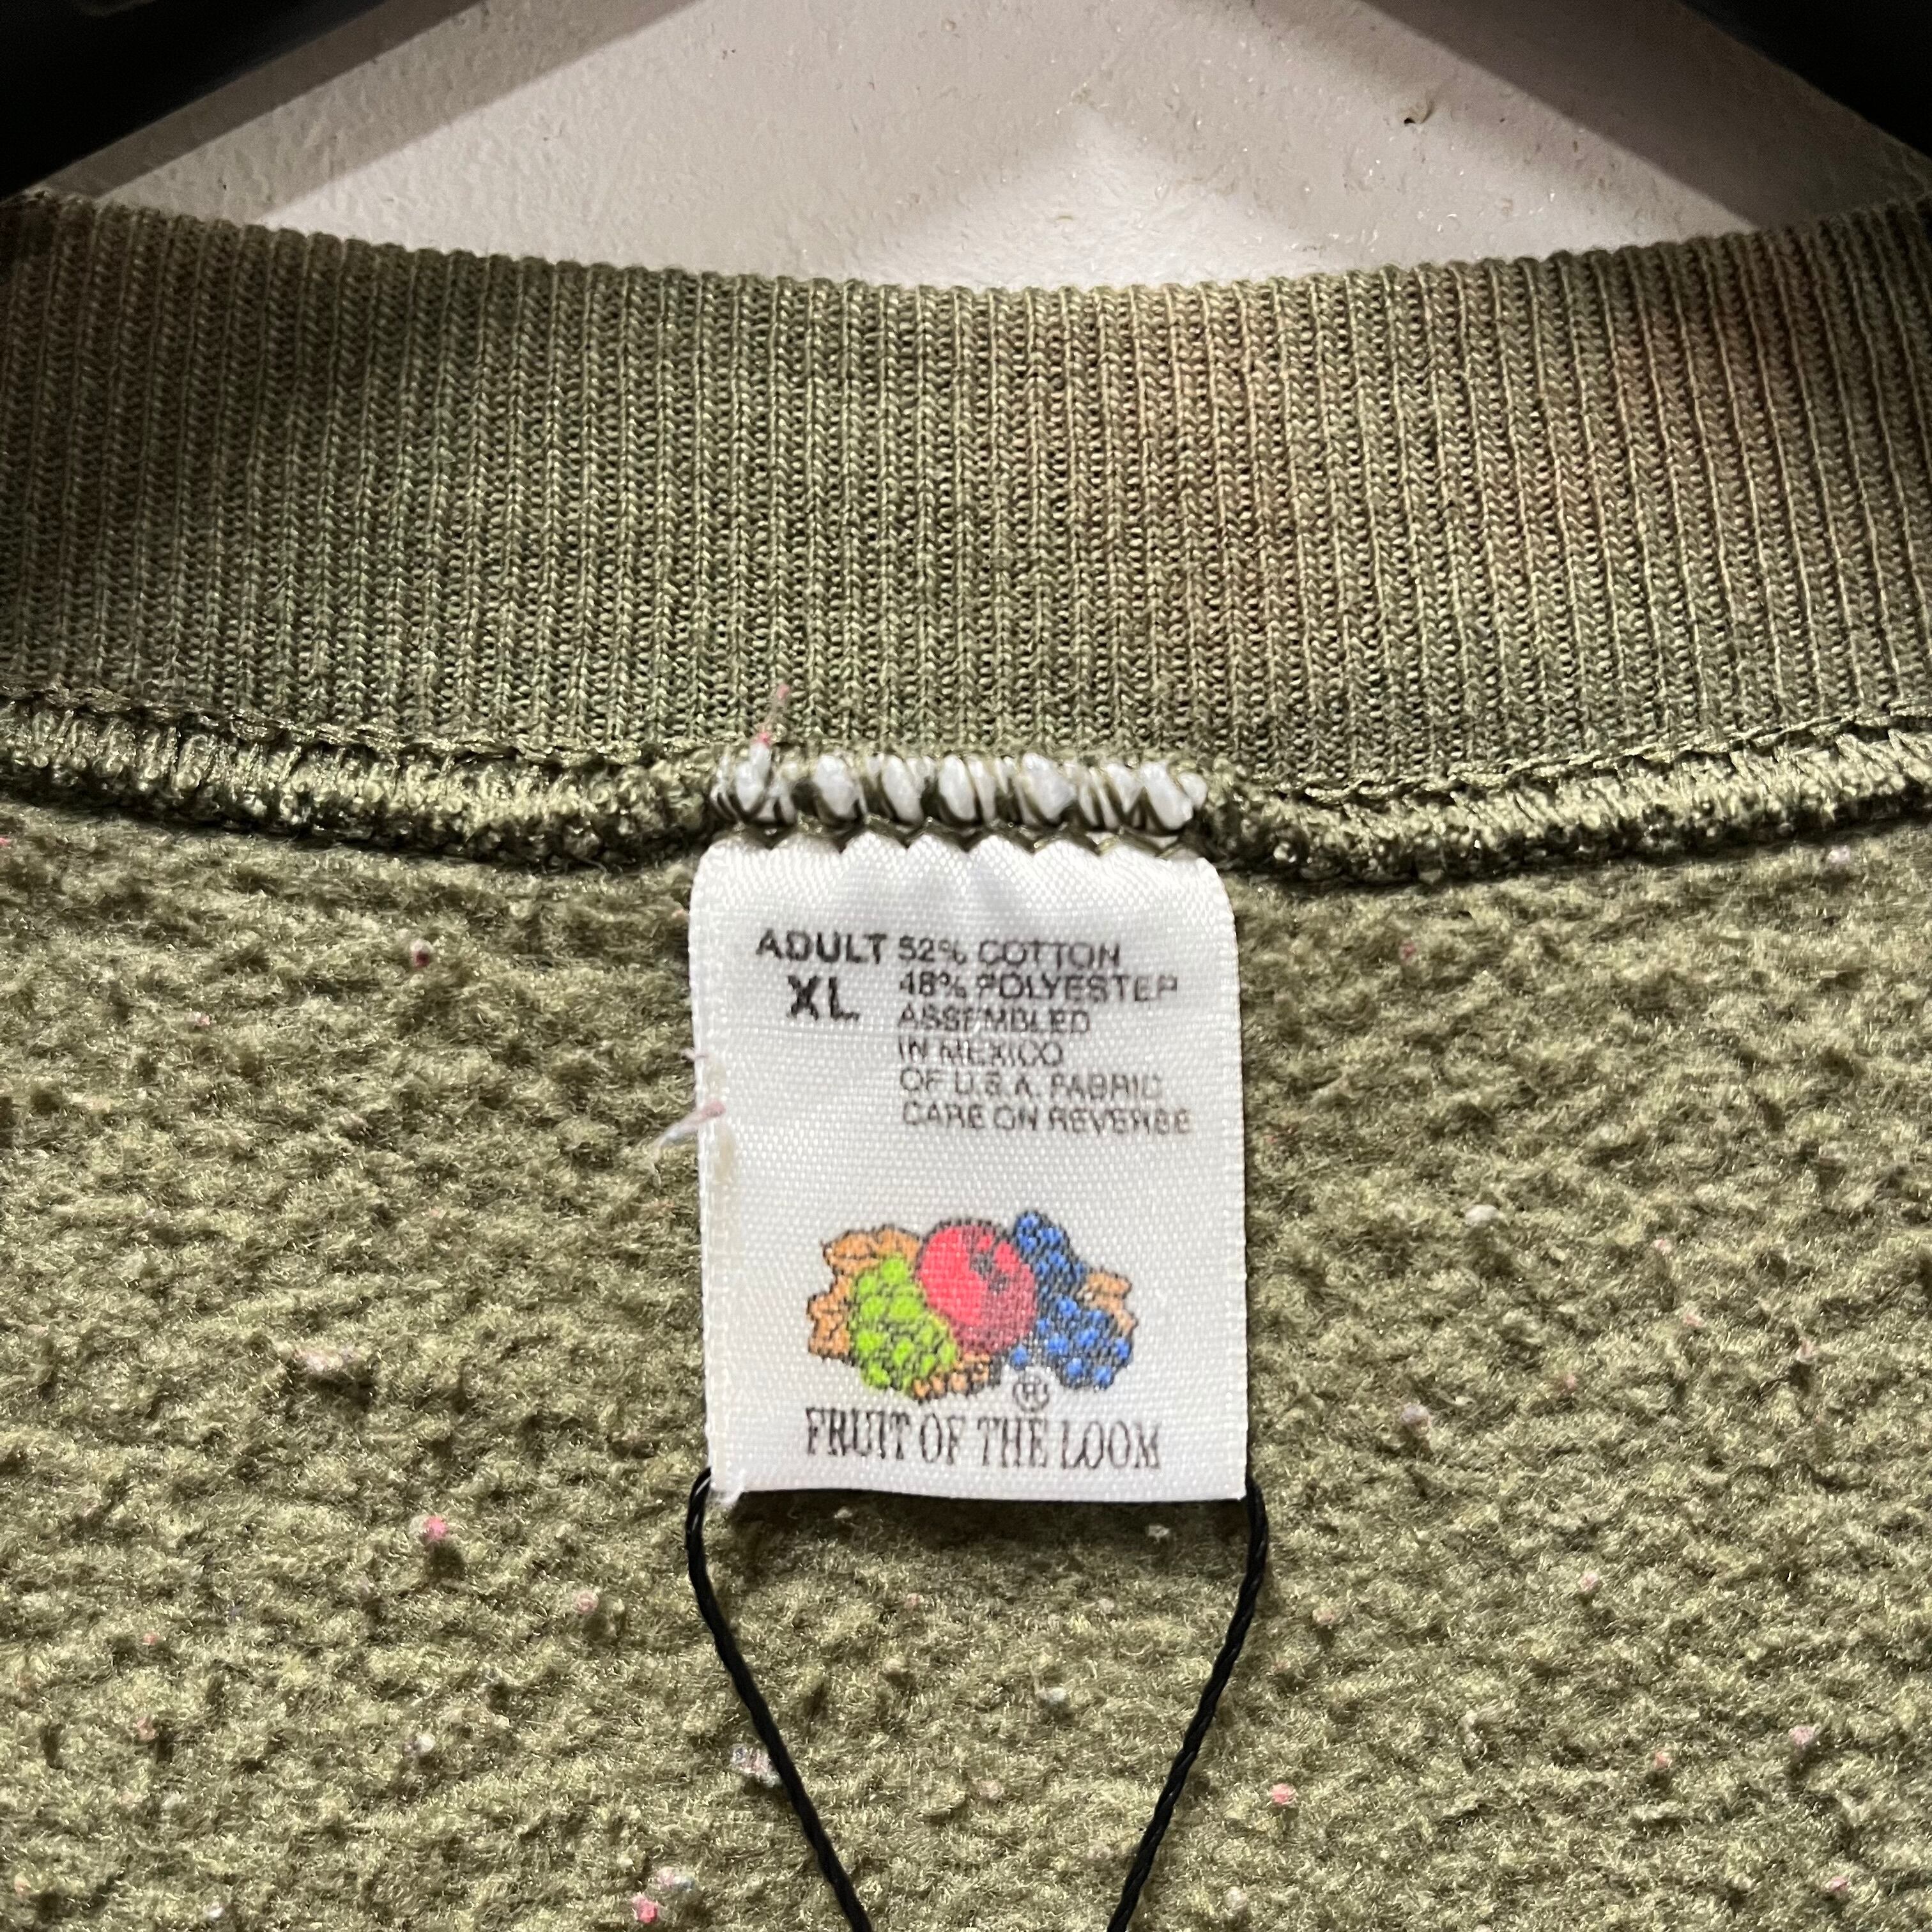 ADULT 52% COTTON
XL 48% POLYESTER
ASSEMBLED
IN MEXICO
OF U.S.A. FABRIC
CARE ON REVERSE
®
FRUIT OF THE LOOM